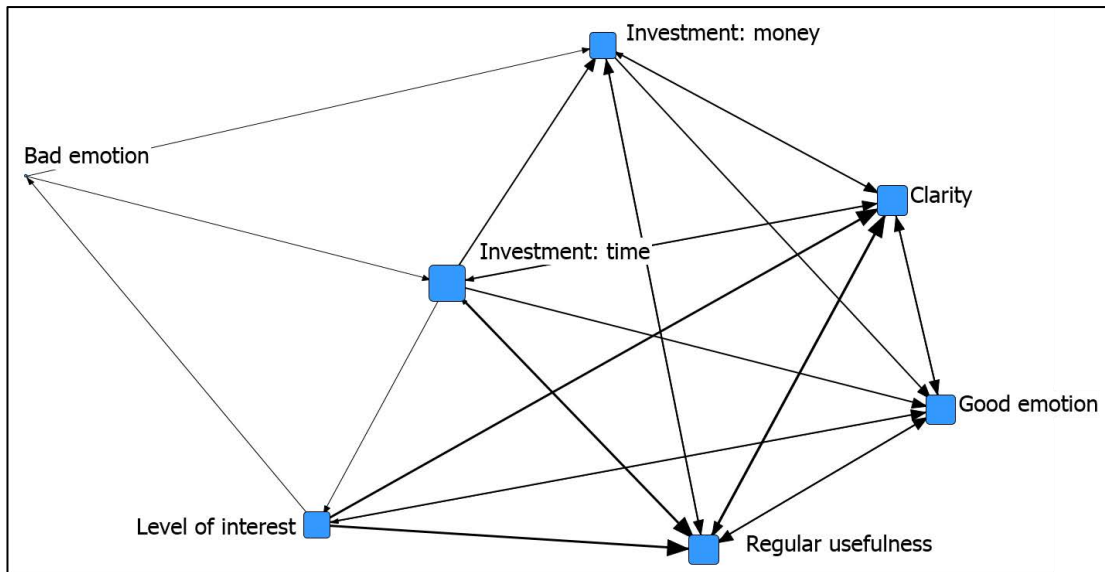 Investment: money
Bad emotion
Clarity
Investment: time
Good emotion
Level of interest
Regular usefulness